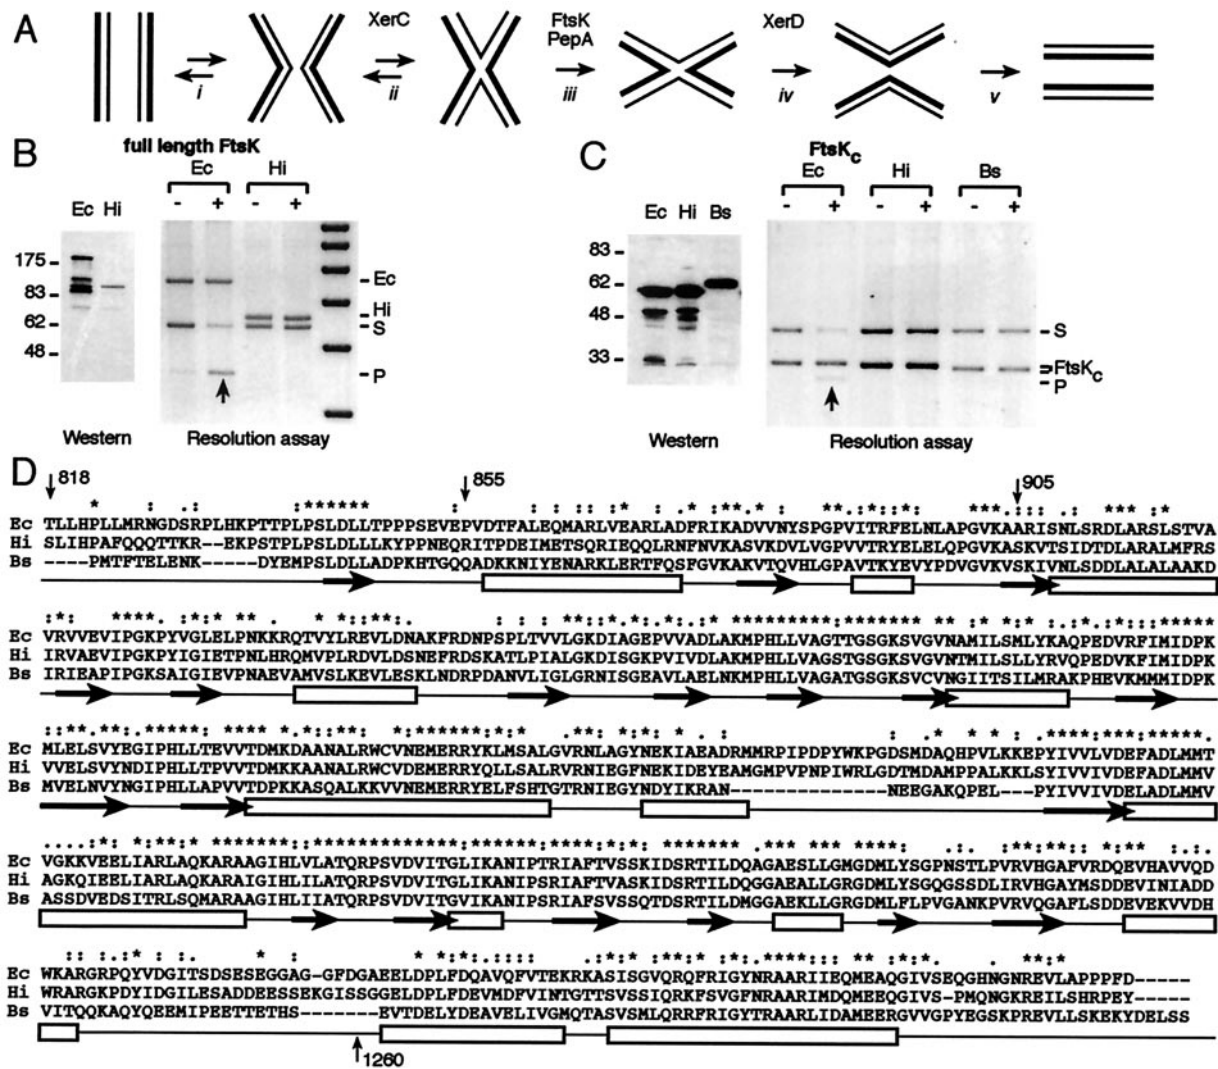 A
XerC
FtsK
PepA
XerD
i
ii
iii
iv
v
B
full length FtsK
Ec
Hi
Ec Hi
- + - +
175
83
62
48
Ec
Hi
S
P
Western
Resolution assay
C
FtsKC
Ec
Hi
Bs
Ec Hi Bs
- + - + - +
83
62
48
33
S
FtsKC
P
Western
Resolution assay
D
818
855
905
Ec TLLHPLLMRNGDSRPLHKPTTPLPSLDLLTPPPSEVEPVDTFALEQMARLVEARLADFRIKADVVNYSPGPVITRFELNLAPGVKAARISNLSRDLARSLSTVA
Hi SLIHPAFQQQTTKR--EKPSTPLPSLDLLLKYPPNEQRITPDEIMETSQRIEQQLRNFNVKASVKDVLVGPVVTRYELELQPGVKASKVTSIDTDLARALMFRS
Bs ----PMTFTELENK---DYEMPSLDLLADPKHTGQQADKKNIYENARKLERTFQSFGVKAKVTQVHLGPAVTKYEVYPDVGVKVSKIVNLSDDLALALAAKD
Ec VRVVEVIPGKPYVGLELPNKKRQTVYLREVLDNAKFRDNPSPLTVVLGKDIAGEPVVADLAKMPHLLVAGTTGSGKSVGVNAMILSMLYKAQPEDVRFIMIDPK
Hi IRVAEVIPGKPYIGIETPNLHRQMVPLRDVLDSNEFRDSKATLPIALGKDISGKPVIVDLAKMPHLLVAGSTGSGKSVGVNTMILSLLYRVQPEDVKFIMIDPK
Bs IRIEAPIPGKSAIGIEVPNAEVAMVSLKEVLESKLNDRPDANVLIGLGRNISGEAVLAELNKMPHLLVAGATGSGKSVCVNGIITSILMRAKPHEVKMMMIDPK
Ec MLELSVYEGIPHLLTEVVTDMKDAANALRWCVNEMERRYKLMSALGVRNLAGYNEKIAEADRMMRPIPDPYWKPGDSMDAQHPVLKKEPYIVVLVDEFADLMMT
Hi VVELSVYNDIPHLLTPVVTDMKKAANALRWCVDEMERRYQLLSALRVRNIEGFNEKIDEYEAMGMPVPNPIWRLGDTMDAMPPALKKLSYIVVIVDEFADLMMV
Bs MVELNVYNGIPHLLAPVVTDPKKASQALKKVVNEMERRYELFSHTGTRNIEGYNDYIKRAN--------------NEEGAKQPEL---PYIVVIVDELADLMMV
Ec VGKKVEELIARLAQKARAAGIHLVLATQRPSVDVITGLIKANIPTRIAFTVSSKIDSRTILDQAGAESLLGMGDMLYSGPNSTLPVRVHGAFVRDQEVHAVVQD
Hi AGKQIEELIARLAQKARAIGIHLILATQRPSVDVITGLIKANIPSRIAFTVASKIDSRTILDQGGAEALLGRGDMLYSGQGSSDLIRVHGAYMSDDEVINIADD
Bs ASSDVEDSITRLSQMARAAGIHLIIATQRPSVDVITGVIKANIPSRIAFSVSSQTDSRTILDMGGAEKLLGRGDMLFLPVGANKPVRVQGAFLSDDEVEKVVDH
Ec WKARGRPQYVDGITSDSESEGGAG-GFDGAEELDPLFDQAVQFVTEKRKASISGVQRQFRIGYNRAARIIEQMEAQGIVSEQGHNGNREVLAPPPFD-----
Hi WRARGKPDYIDGILESADDEESSEKGISSGGELDPLFDEVMDFVINTGTTSVSSIQRKFSVGFNRAARIMDQMEEQGIVS-PMQNGKREILSHRPEY-----
Bs VITQQKAQYQEEMIPEETTETHS-------EVTDELYDEAVELIVGMQTASVSMLQRRFRIGYTRAARLIDAMEERGVVGPYEGSKPREVLLSKEKYDELSS
1260